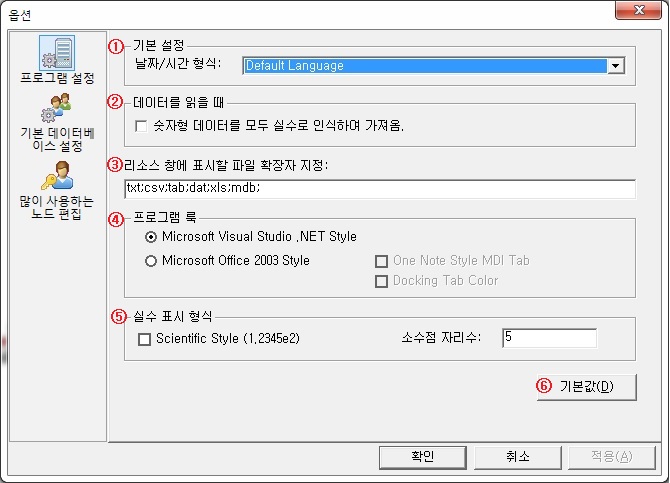 옵션
프로그램 설정
기본 데이터베
이스 설정
많이 사용하는
노드 편집
① 기본 설정
날짜/시간 형식: Default Language
② 데이터를 읽을 때
숫자형 데이터를 모두 실수로 인식하여 가져옴.
③ 리소스 창에 표시할 파일 확장자 지정:
txt;csv;tab;dat;xls;mdb;
④ 프로그램 룩
Microsoft Visual Studio .NET Style
Microsoft Office 2003 Style One Note Style MDI Tab
Docking Tab Color
⑤ 실수 표시 형식
Scientific Style (1.2345e2) 소수점 자리수: 5
⑥ 기본값(D)
확인 취소 적용(A)